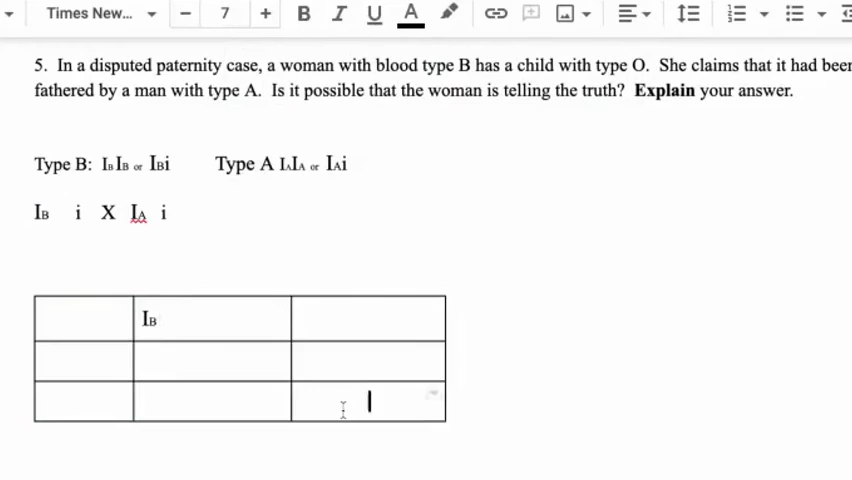 Times New... 7 B I U A
5. In a disputed paternity case, a woman with blood type B has a child with type O. She claims that it had been
fathered by a man with type A. Is it possible that the woman is telling the truth? Explain your answer.
Type B: IBIB or IBi Type A IAIA or IAi
IB i X IA i
IB